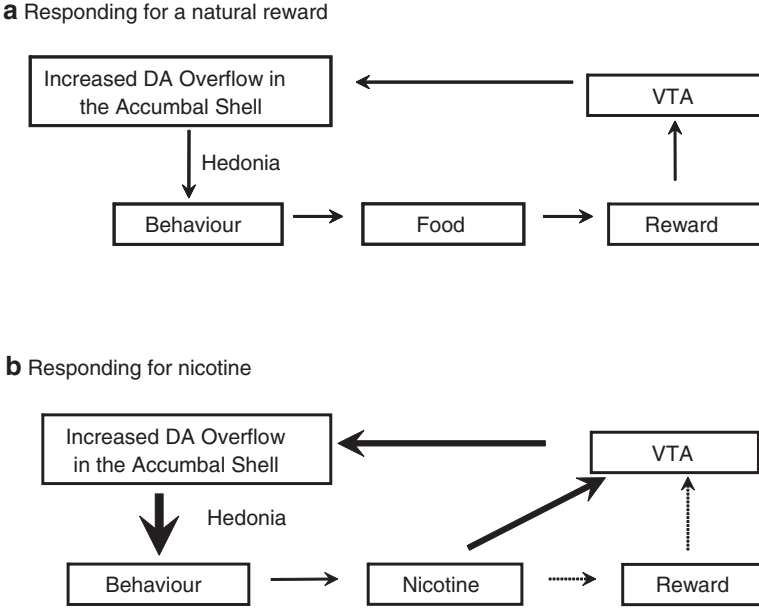 a Responding for a natural reward
Increased DA Overflow in
the Accumbal Shell
VTA
Hedonia
Behaviour
Food
Reward
b Responding for nicotine
Increased DA Overflow
in the Accumbal Shell
VTA
Hedonia
Behaviour
Nicotine
Reward